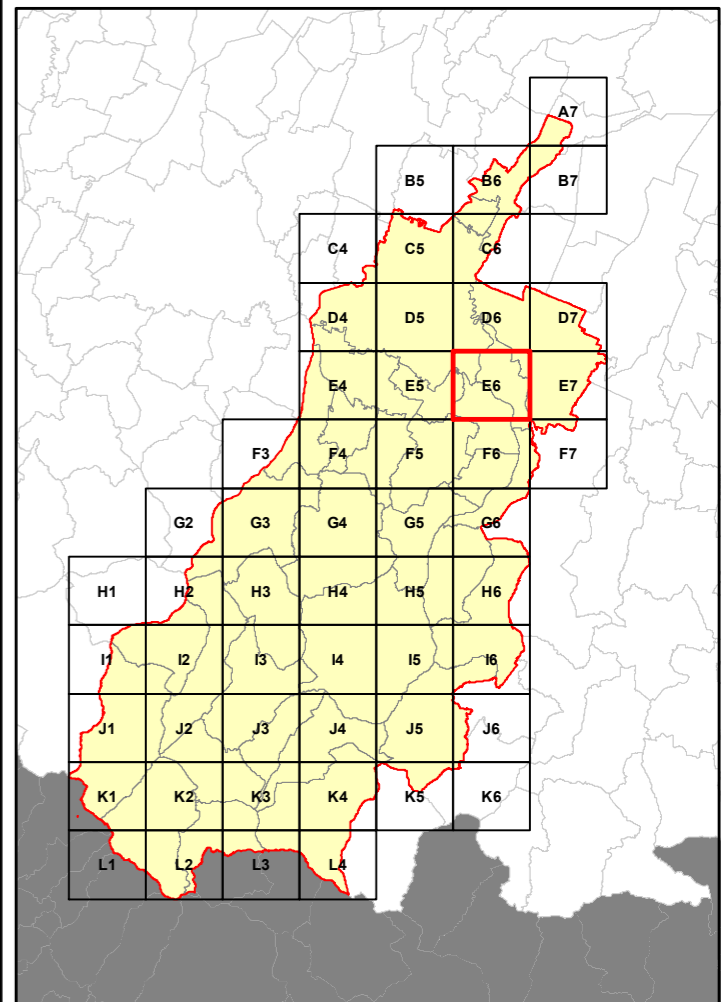 A7
B5 B6 B7
C4 C5 C6
D4 D5 D6 D7
E4 E5 E6 E7
F3 F4 F5 F6 F7
G2 G3 G4 G5 G6
H1 H2 H3 H4 H5 H6
I1 I2 I3 I4 I5 I6
J1 J2 J3 J4 J5 J6
K1 K2 K3 K4 K5 K6
L1 L2 L3 L4